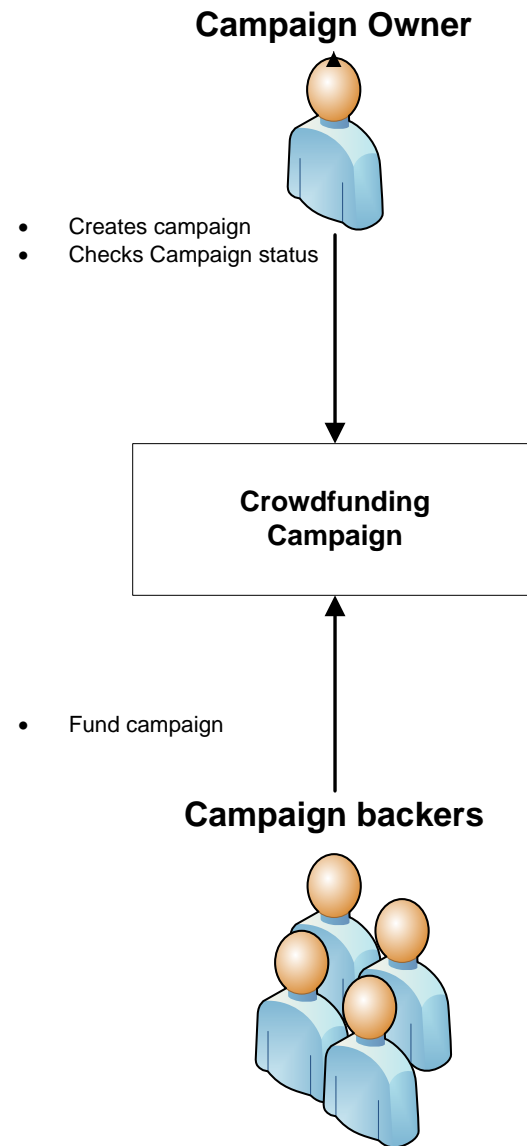 Campaign Owner
• Creates campaign
• Checks Campaign status
Crowdfunding
Campaign
• Fund campaign
Campaign backers